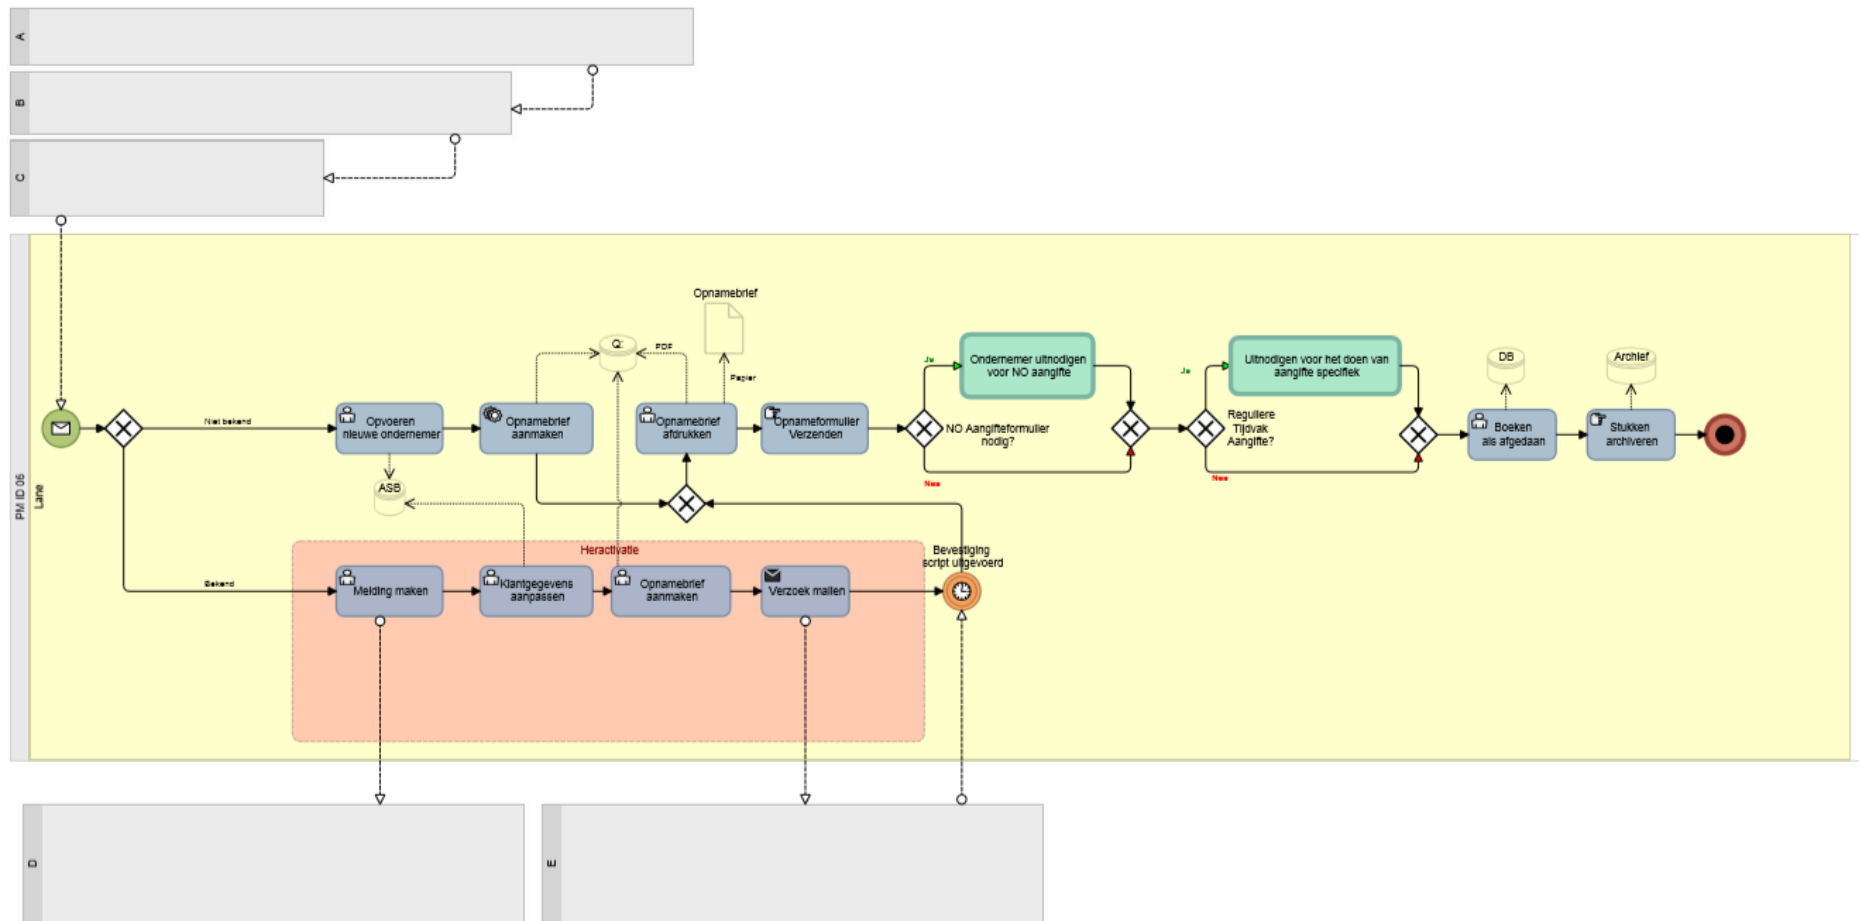 A
B
C
PM ID 06
Lane
Opnamebrief
Q:
PDF
Papier
Niet bekend
Opvoeren
nieuwe ondernemer
Opnamebrief
aanmaken
Opnamebrief
afdrukken
Opnameformulier
Verzenden
Ja
Ondernemer uitnodigen
voor NO aangifte
NO Aangifteformulier
nodig?
Nee
Ja
Uitnodigen voor het doen van
aangifte specifiek
Reguliere
Tijdvak
Aangifte?
Nee
DB
Archief
Boeken
als afgedaan
Stukken
archiveren
ASB
Heractivatie
Bekend
Melding maken
Klantgegevens
aanpassen
Opnamebrief
aanmaken
Verzoek mailen
Bevestiging
script uitgevoerd
D
E